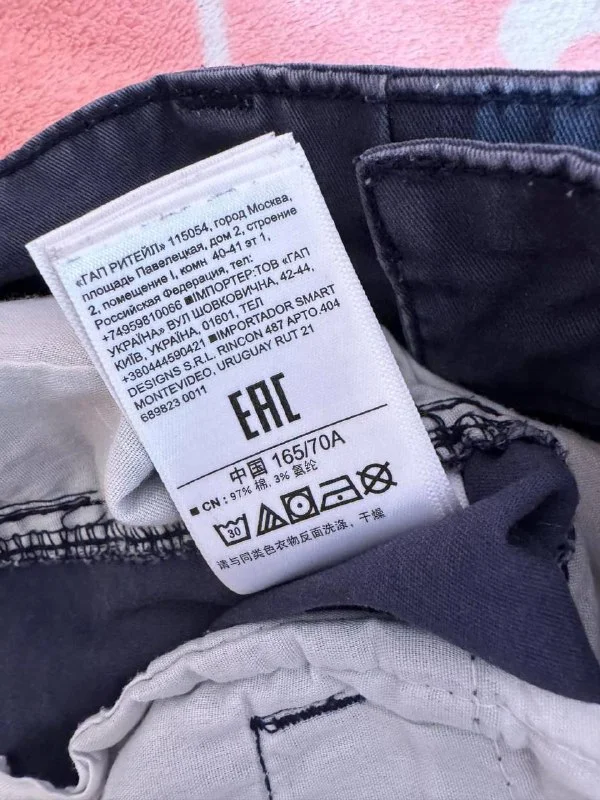 «ГАП РИТЕЙЛ» 115054, город Москва,
площадь Павелецкая, дом 2, строение
2, помещение I, комн 40-41 эт 1,
Российская Федерация, тел:
+74959810066 ■ІМПОРТЕР:ТОВ «ГАП
УКРАЇНА» ВУЛ ШОВКОВИЧНА, 42-44,
КИЇВ, УКРАЇНА, 01601, ТЕЛ
+380444590421 ■IMPORTADOR SMART
DESIGNS S.R.L. RINCON 487 APTO 404
MONTEVIDEO, URUGUAY RUT 21
689823 0011
EAC
中国 165/70A
■ CN : 97% 棉, 3% 氨纶
30
请与同类色衣物反面洗涤, 干燥